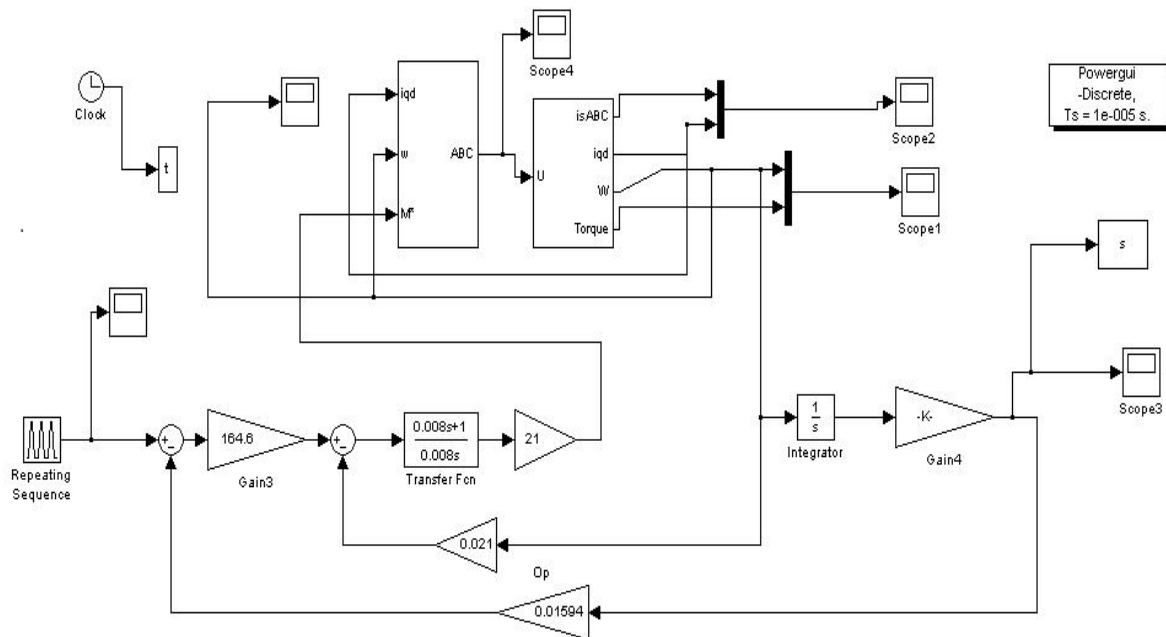 Scope4
Clock
t
iqd
w
M*
ABC
isABC
iqd
W
Torque
U
Scope2
Scope1
Powergui
-Discrete,
Ts = 1e-005 s.
s
Scope3
Repeating
Sequence
+
-
164.6
Gain3
+
-
0.008s+1
0.008s
Transfer Fcn
21
1
s
Integrator
-K-
Gain4
0.021
Op
0.01594